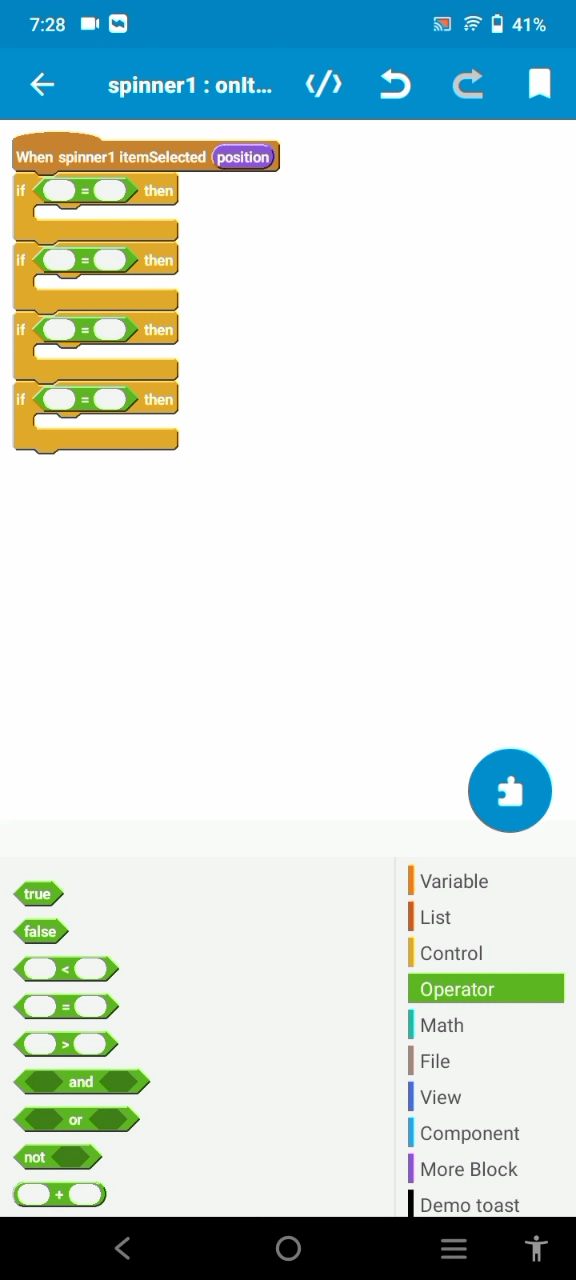 7:28 41%
spinner1 : onIt...
When spinner1 itemSelected position
if = then
if = then
if = then
if = then
true
false
<
=
>
and
or
not
+
Variable
List
Control
Operator
Math
File
View
Component
More Block
Demo toast